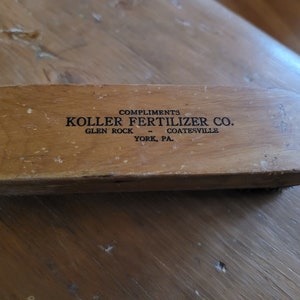 COMPLIMENTS
KOLLER FERTILIZER CO.
GLEN ROCK – COATESVILLE
YORK, PA.